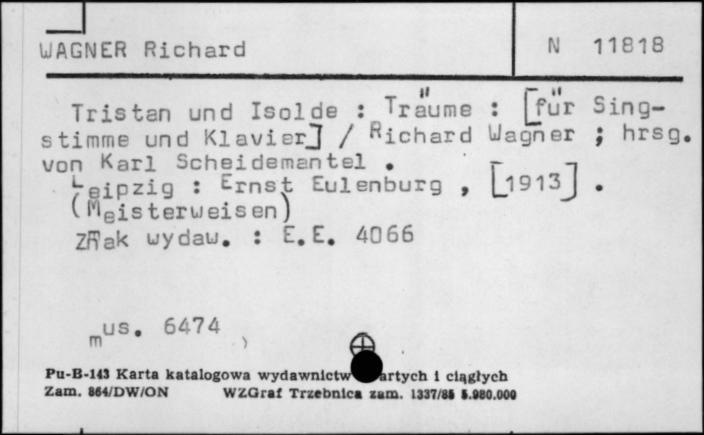 WAGNER Richard
N 11818
Tristan und Isolde : Träume : [für Sing-
stimme und Klavier] / Richard Wagner ; hrsg.
von Karl Scheidemantel .
Leipzig : Ernst Eulenburg , [1913] .
(Meisterweisen)
Znak wydaw. : E.E. 4066
mus. 6474
Pu-B-143 Karta katalogowa wydawnictw artych i ciągłych
Zam. 864/DW/ON WZGraf Trzebnica zam. 1337/85 5.980.000